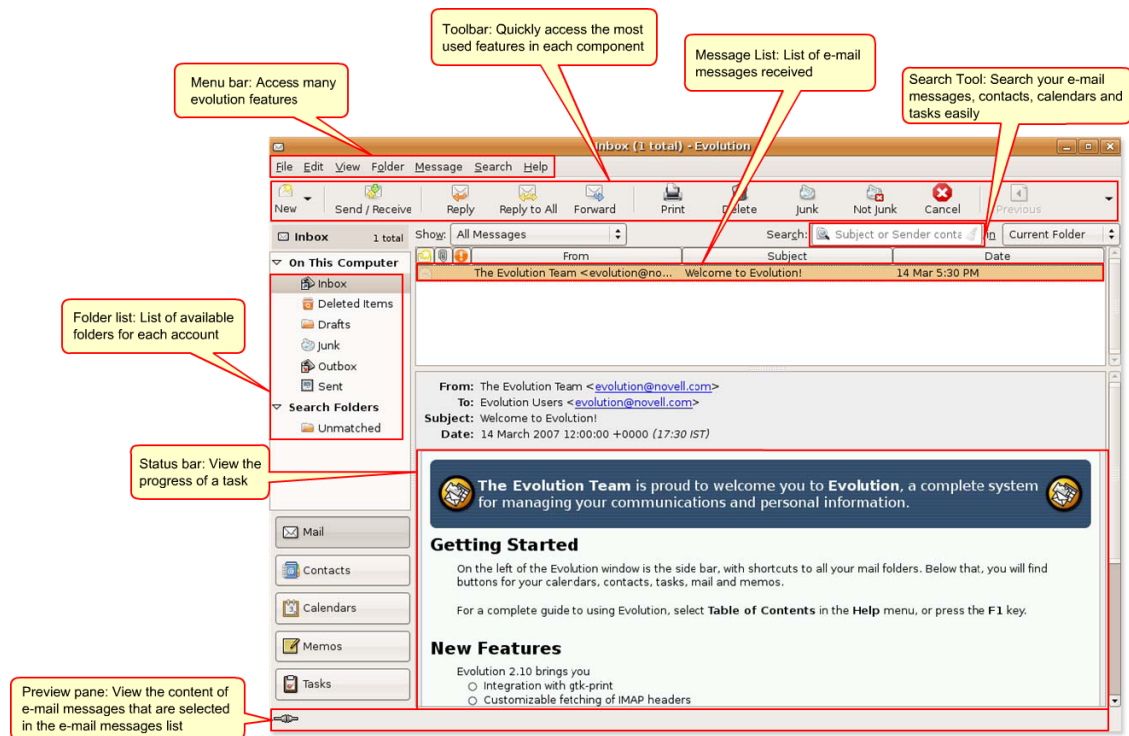 Toolbar: Quickly access the most
used features in each component
Message List: List of e-mail
messages received
Menu bar: Access many
evolution features
Search Tool: Search your e-mail
messages, contacts, calendars and
tasks easily
Inbox (1 total) - Evolution
File Edit View Folder Message Search Help
New Send / Receive Reply Reply to All Forward Print Delete Junk Not Junk Cancel Previous
Inbox 1 total
Show: All Messages Search: Subject or Sender conta in Current Folder
From Subject Date
The Evolution Team <evolution@no... Welcome to Evolution! 14 Mar 5:30 PM
On This Computer
Inbox
Deleted Items
Drafts
Junk
Outbox
Sent
Search Folders
Unmatched
Folder list: List of available
folders for each account
From: The Evolution Team <evolution@novell.com>
To: Evolution Users <evolution@novell.com>
Subject: Welcome to Evolution!
Date: 14 March 2007 12:00:00 +0000 (17:30 IST)
Status bar: View the
progress of a task
The Evolution Team is proud to welcome you to Evolution, a complete system
for managing your communications and personal information.
Getting Started
On the left of the Evolution window is the side bar, with shortcuts to all your mail folders. Below that, you will find
buttons for your calendars, contacts, tasks, mail and memos.
For a complete guide to using Evolution, select Table of Contents in the Help menu, or press the F1 key.
New Features
Evolution 2.10 brings you
Integration with gtk-print
Customizable fetching of IMAP headers
Mail
Contacts
Calendars
Memos
Tasks
Preview pane: View the content of
e-mail messages that are selected
in the e-mail messages list